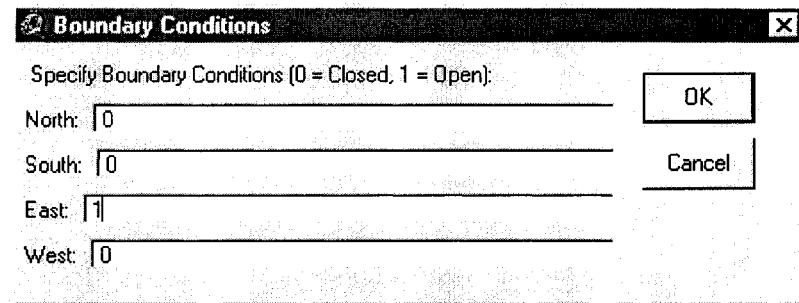 Boundary Conditions
Specify Boundary Conditions (0 = Closed, 1 = Open):
North: 0
South: 0
East: 1
West: 0
OK
Cancel